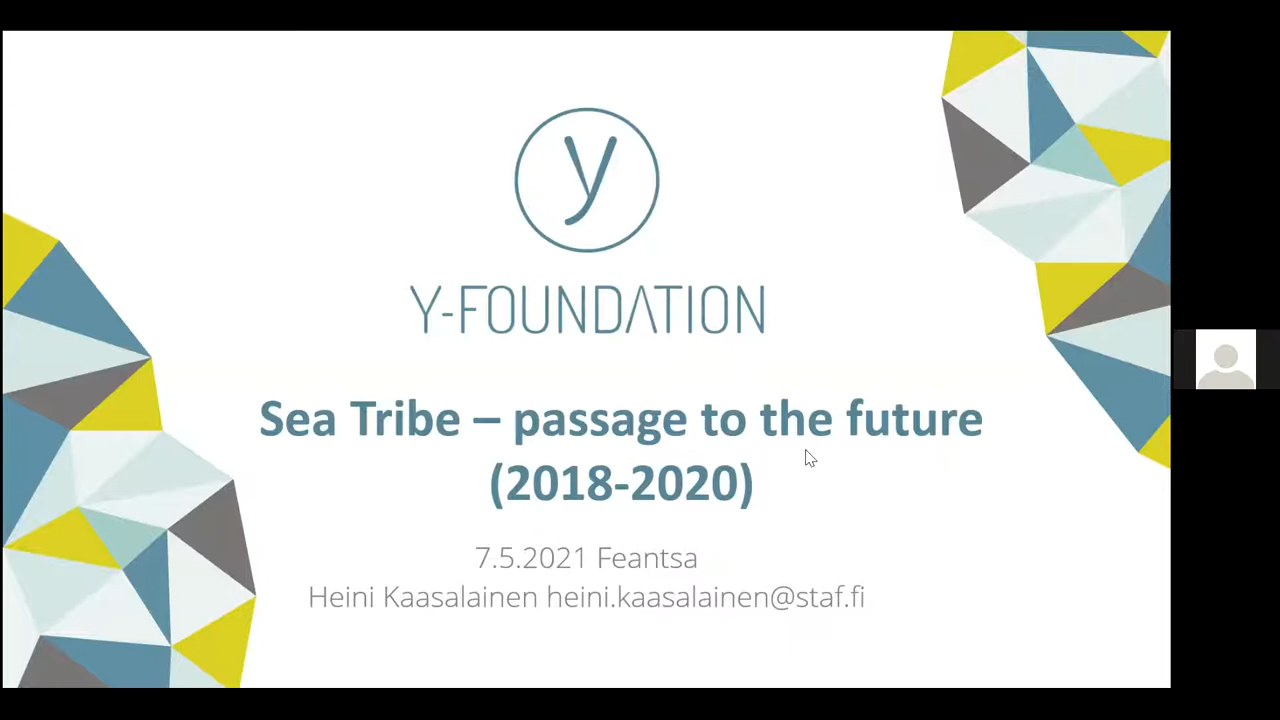 y
Y-FOUNDATION
Sea Tribe – passage to the future
(2018-2020)
7.5.2021 Feantsa
Heini Kaasalainen heini.kaasalainen@staf.fi